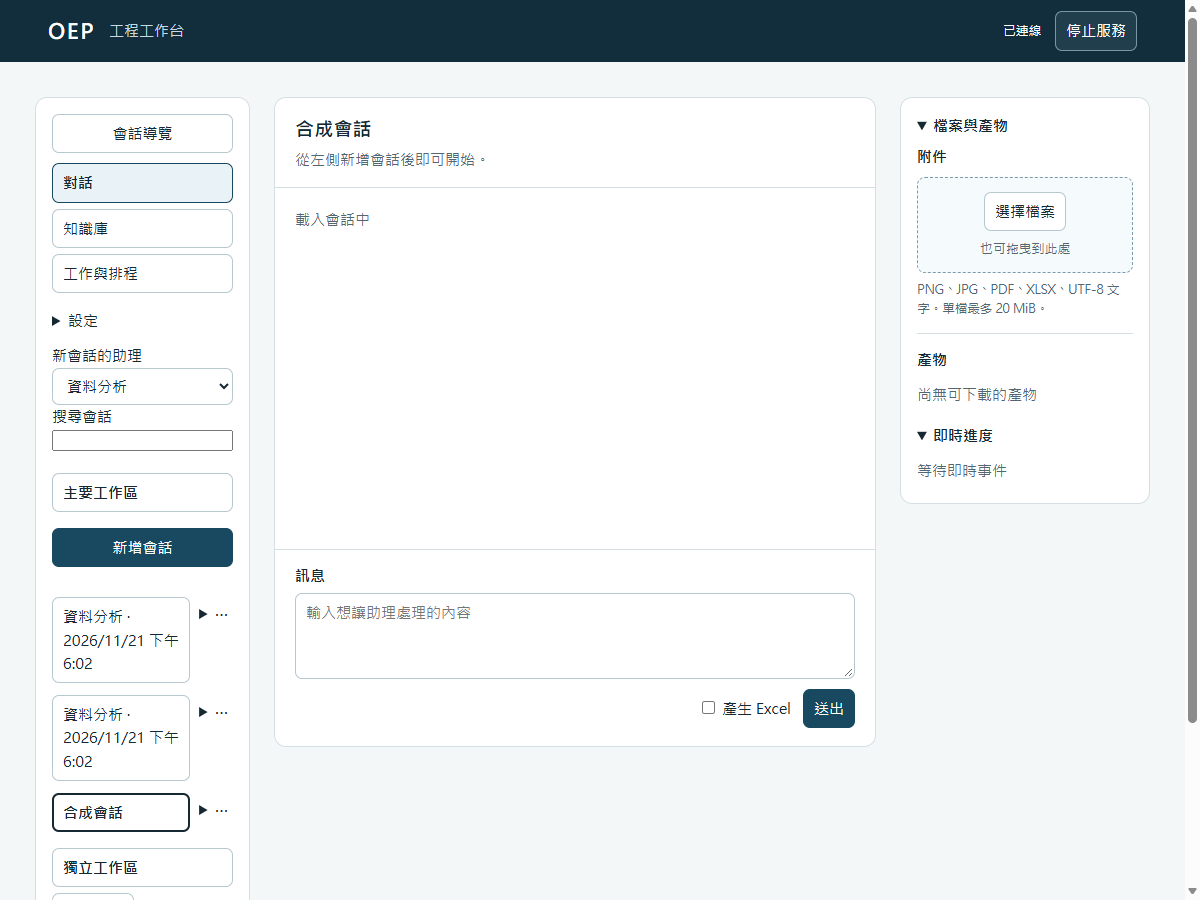 OEP 工程工作台
已連線
停止服務
會話導覽
對話
知識庫
工作與排程
▶ 設定
新會話的助理
資料分析
搜尋會話
主要工作區
新增會話
資料分析 ·
2026/11/21 下午
6:02
▶ ...
資料分析 ·
2026/11/21 下午
6:02
▶ ...
合成會話
▶ ...
獨立工作區
合成會話
從左側新增會話後即可開始。
載入會話中
訊息
輸入想讓助理處理的內容
產生 Excel
送出
▼ 檔案與產物
附件
選擇檔案
也可拖曳到此處
PNG、JPG、PDF、XLSX、UTF-8 文
字。單檔最多 20 MiB。
產物
尚無可下載的產物
▼ 即時進度
等待即時事件